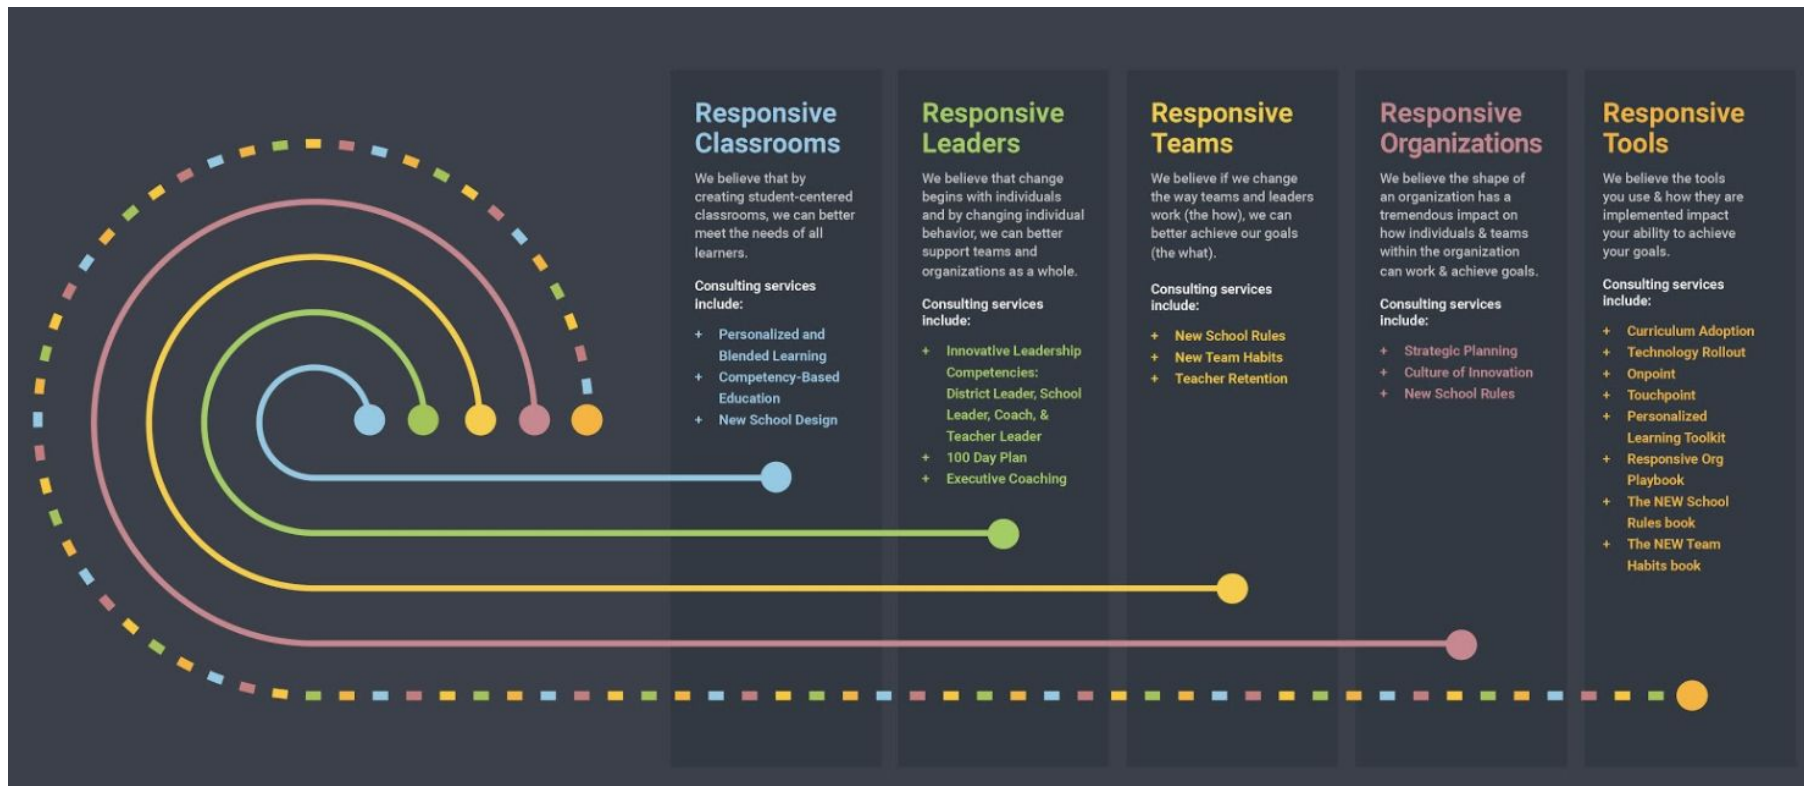 Responsive
Classrooms
We believe that by
creating student-centered
classrooms, we can better
meet the needs of all
learners.
Consulting services
include:
+ Personalized and
Blended Learning
+ Competency-Based
Education
+ New School Design
Responsive
Leaders
We believe that change
begins with individuals
and by changing individual
behavior, we can better
support teams and
organizations as a whole.
Consulting services
include:
+ Innovative Leadership
Competencies:
District Leader, School
Leader, Coach, &
Teacher Leader
+ 100 Day Plan
+ Executive Coaching
Responsive
Teams
We believe if we change
the way teams and leaders
work (the how), we can
better achieve our goals
(the what).
Consulting services
include:
+ New School Rules
+ New Team Habits
+ Teacher Retention
Responsive
Organizations
We believe the shape of
an organization has a
tremendous impact on
how individuals & teams
within the organization
can work & achieve goals.
Consulting services
include:
+ Strategic Planning
+ Culture of Innovation
+ New School Rules
Responsive
Tools
We believe the tools
you use & how they are
implemented impact
your ability to achieve
your goals.
Consulting services
include:
+ Curriculum Adoption
+ Technology Rollout
+ Onpoint
+ Touchpoint
+ Personalized
Learning Toolkit
+ Responsive Org
Playbook
+ The NEW School
Rules book
+ The NEW Team
Habits book